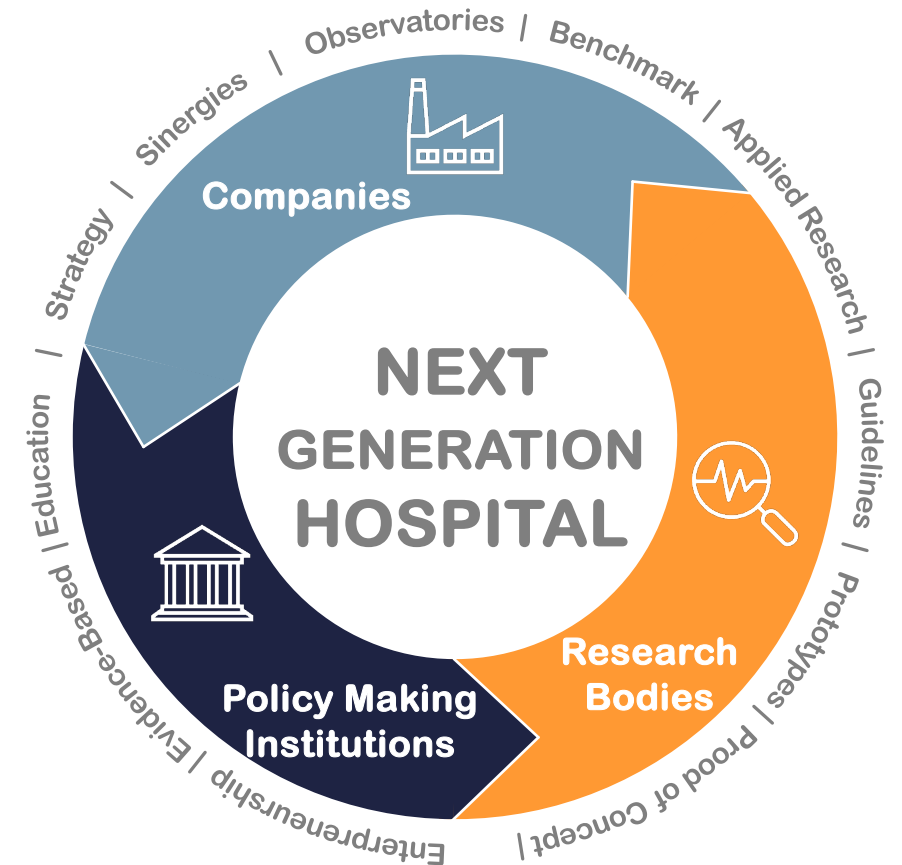 Observatories |
Benchmark |
Applied Research |
Guidelines |
Prototypes |
Prood of Concept |
Enterpreneurship |
Evidence-Based |
Education |
Strategy |
Sinergies |
Companies
NEXT
GENERATION
HOSPITAL
Research
Bodies
Policy Making
Institutions